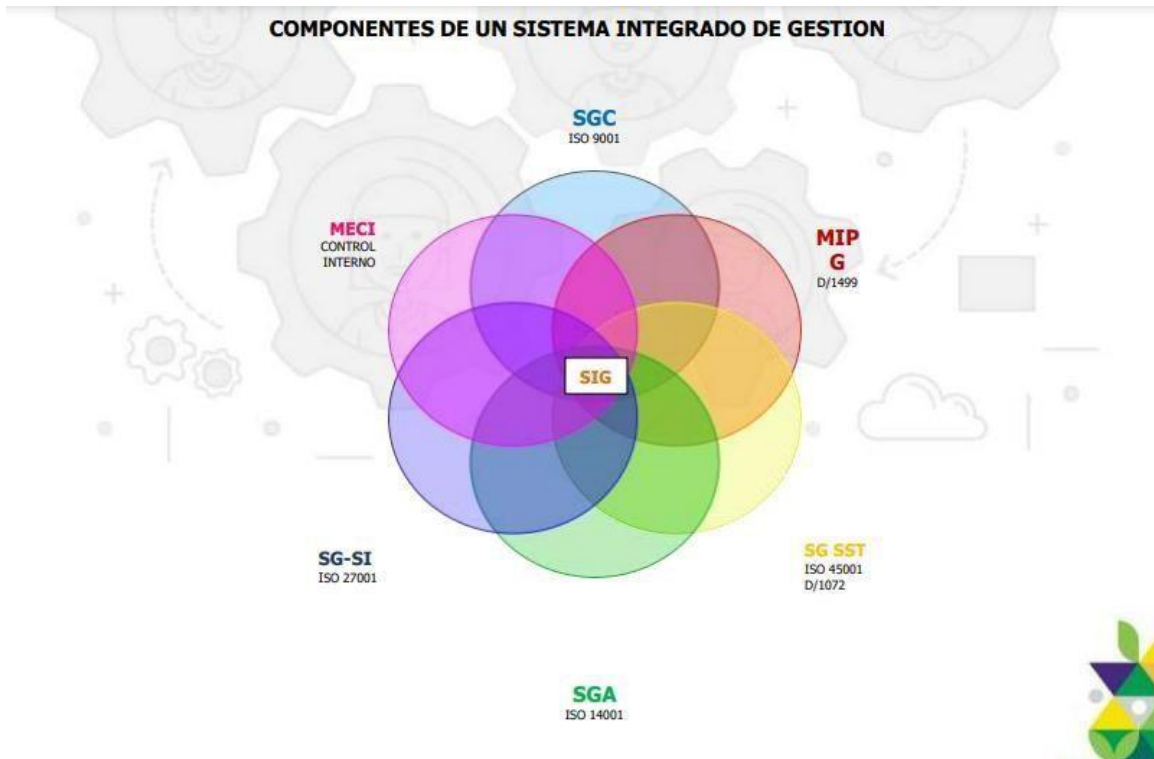 COMPONENTES DE UN SISTEMA INTEGRADO DE GESTION
SGC
ISO 9001
MECI
CONTROL
INTERNO
MIP
G
D/1499
SIG
SG-SI
ISO 27001
SG SST
ISO 45001
D/1072
SGA
ISO 14001